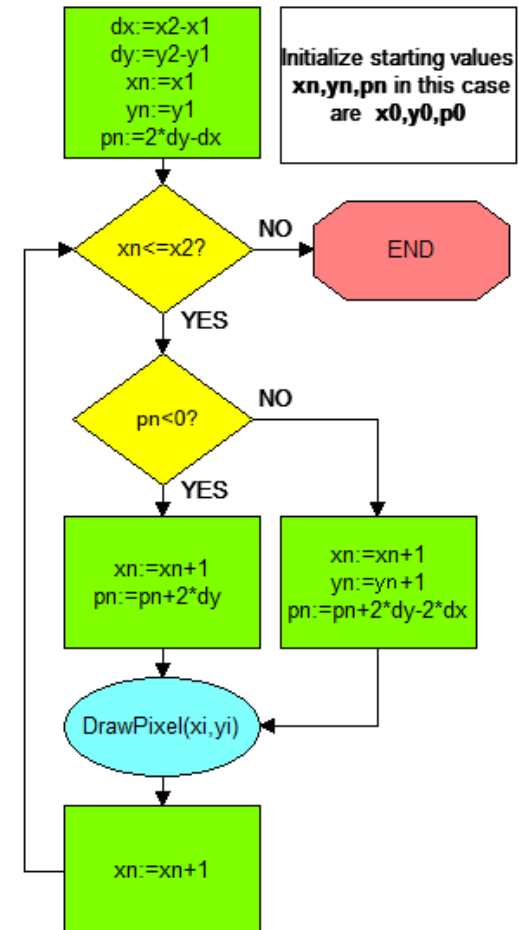 dx:=x2-x1
dy:=y2-y1
xn:=x1
yn:=y1
pn:=2*dy-dx
Initialize starting values
xn,yn,pn in this case
are x0,y0,p0
xn<=x2?
NO
END
YES
pn<0?
NO
YES
xn:=xn+1
pn:=pn+2*dy
xn:=xn+1
yn:=yn+1
pn:=pn+2*dy-2*dx
DrawPixel(xi,yi)
xn:=xn+1